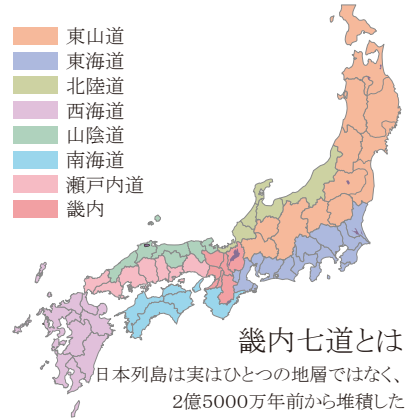 東山道
東海道
北陸道
西海道
山陰道
南海道
瀬戸内道
畿内
畿内七道とは
日本列島は実はひとつの地層ではなく、
2億5000万年前から堆積した